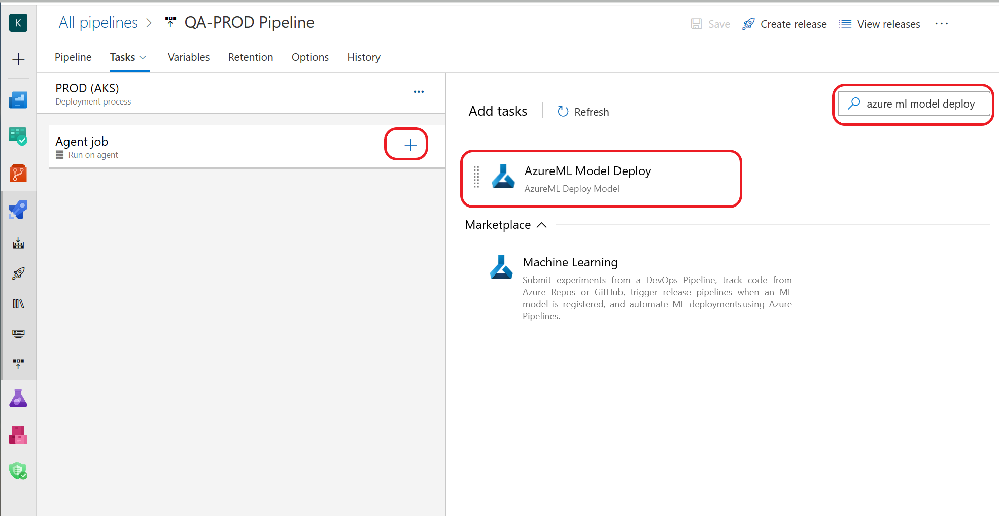 K
All pipelines
QA-PROD Pipeline
Save
Create release
View releases
Pipeline
Tasks
Variables
Retention
Options
History
PROD (AKS)
Deployment process
Agent job
Run on agent
Add tasks
Refresh
azure ml model deploy
AzureML Model Deploy
AzureML Deploy Model
Marketplace
Machine Learning
Submit experiments from a DevOps Pipeline, track code from
Azure Repos or GitHub, trigger release pipelines when an ML
model is registered, and automate ML deployments using Azure
Pipelines.